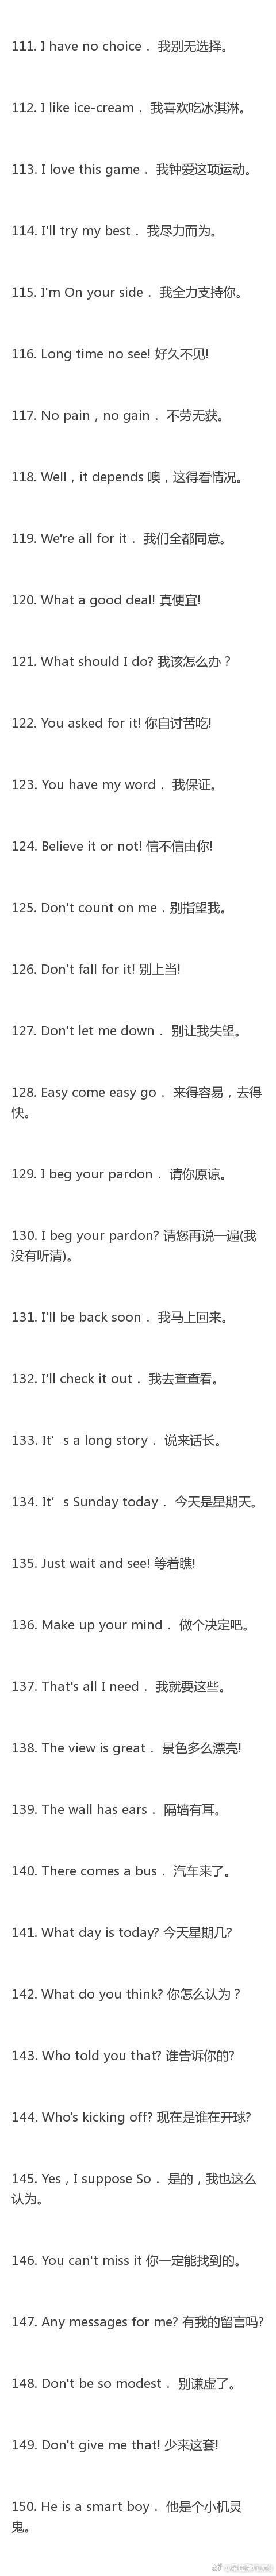 111. I have no choice． 我别无选择。
112. I like ice-cream． 我喜欢吃冰淇淋。
113. I love this game． 我钟爱这项运动。
114. I'll try my best． 我尽力而为。
115. I'm On your side． 我全力支持你。
116. Long time no see! 好久不见!
117. No pain，no gain． 不劳无获。
118. Well，it depends 噢，这得看情况。
119. We're all for it． 我们全都同意。
120. What a good deal! 真便宜!
121. What should I do? 我该怎么办？
122. You asked for it! 你自讨苦吃!
123. You have my word． 我保证。
124. Believe it or not! 信不信由你!
125. Don't count on me．别指望我。
126. Don't fall for it! 别上当!
127. Don't let me down． 别让我失望。
128. Easy come easy go． 来得容易，去得
快。
129. I beg your pardon． 请你原谅。
130. I beg your pardon? 请您再说一遍(我
没有听清)。
131. I'll be back soon． 我马上回来。
132. I'll check it out． 我去查查看。
133. It’s a long story． 说来话长。
134. It’s Sunday today． 今天是星期天。
135. Just wait and see! 等着瞧!
136. Make up your mind． 做个决定吧。
137. That's all I need． 我就要这些。
138. The view is great． 景色多么漂亮!
139. The wall has ears． 隔墙有耳。
140. There comes a bus． 汽车来了。
141. What day is today? 今天星期几?
142. What do you think? 你怎么认为？
143. Who told you that? 谁告诉你的?
144. Who's kicking off? 现在是谁在开球?
145. Yes，I suppose So． 是的，我也这么
认为。
146. You can't miss it 你一定能找到的。
147. Any messages for me? 有我的留言吗?
148. Don't be so modest． 别谦虚了。
149. Don't give me that! 少来这套!
150. He is a smart boy． 他是个小机灵
鬼。